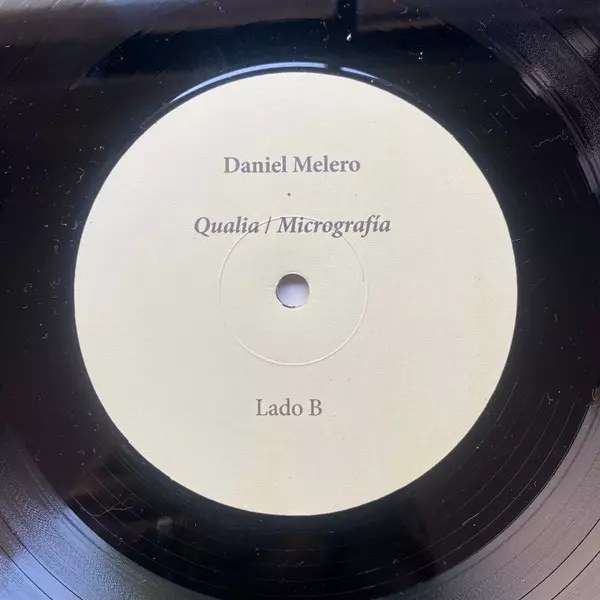 Daniel Melero
·
Qualia / Micrografía
Lado B